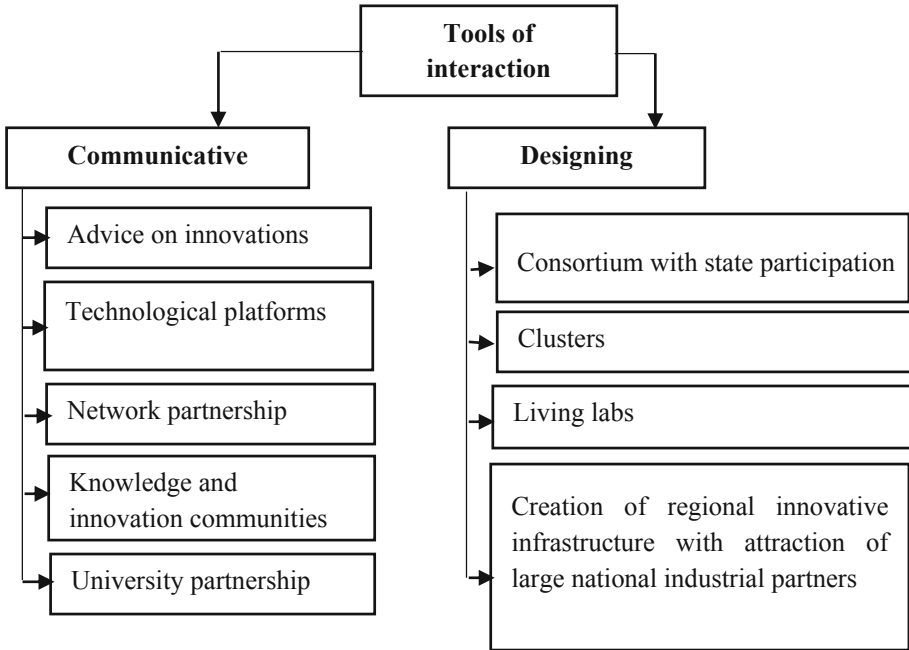 Tools of
interaction
Communicative
Advice on innovations
Technological platforms
Network partnership
Knowledge and
innovation communities
University partnership
Designing
Consortium with state participation
Clusters
Living labs
Creation of regional innovative
infrastructure with attraction of
large national industrial partners